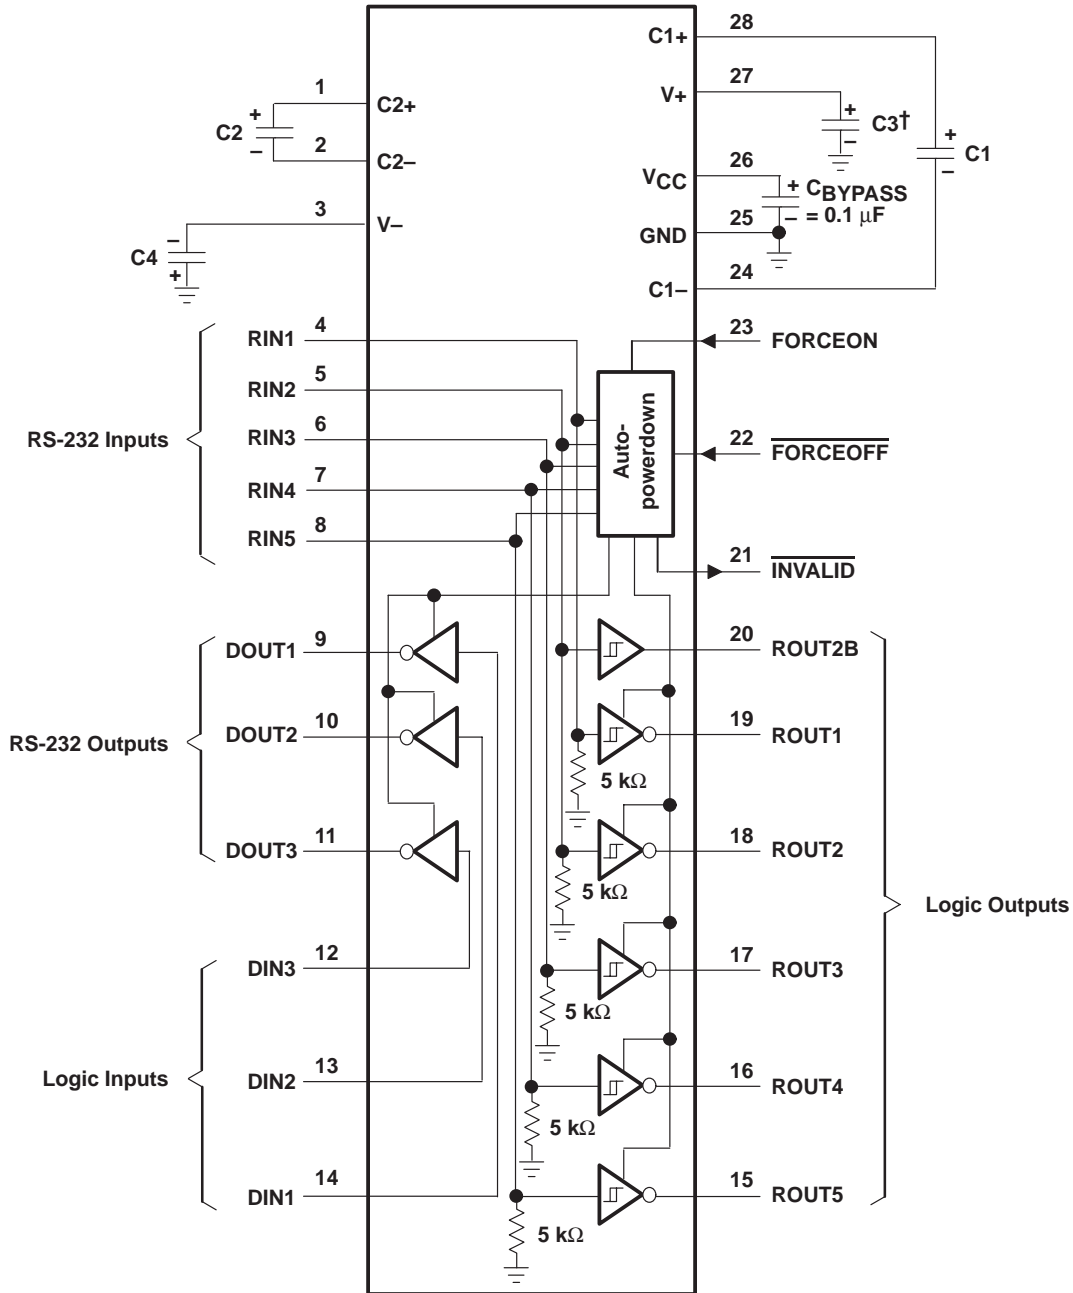 28
C1+
1
C2+
+
C2
–
2
C2–
27
V+
+
C3†
–
+
C1
–
26
VCC
+ CBYPASS
– = 0.1 μF
25
GND
3
V–
–
C4
+
24
C1–
RIN1 4
23
FORCEON
RIN2 5
RS-232 Inputs
RIN3 6
22
FORCEOFF
Auto-
powerdown
RIN4 7
RIN5 8
21
INVALID
DOUT1 9
20
ROUT2B
RS-232 Outputs
DOUT2 10
19
ROUT1
5 kΩ
DOUT3 11
18
ROUT2
5 kΩ
Logic Outputs
DIN3 12
17
ROUT3
5 kΩ
Logic Inputs
DIN2 13
16
ROUT4
5 kΩ
DIN1 14
15
ROUT5
5 kΩ